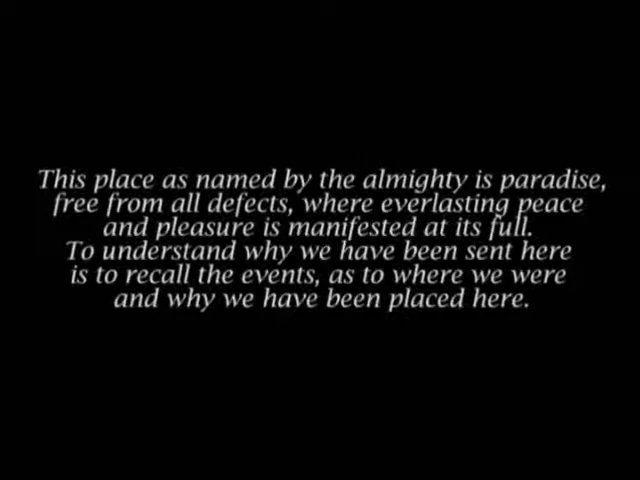 This place as named by the almighty is paradise,
free from all defects, where everlasting peace
and pleasure is manifested at its full.
To understand why we have been sent here
is to recall the events, as to where we were
and why we have been placed here.